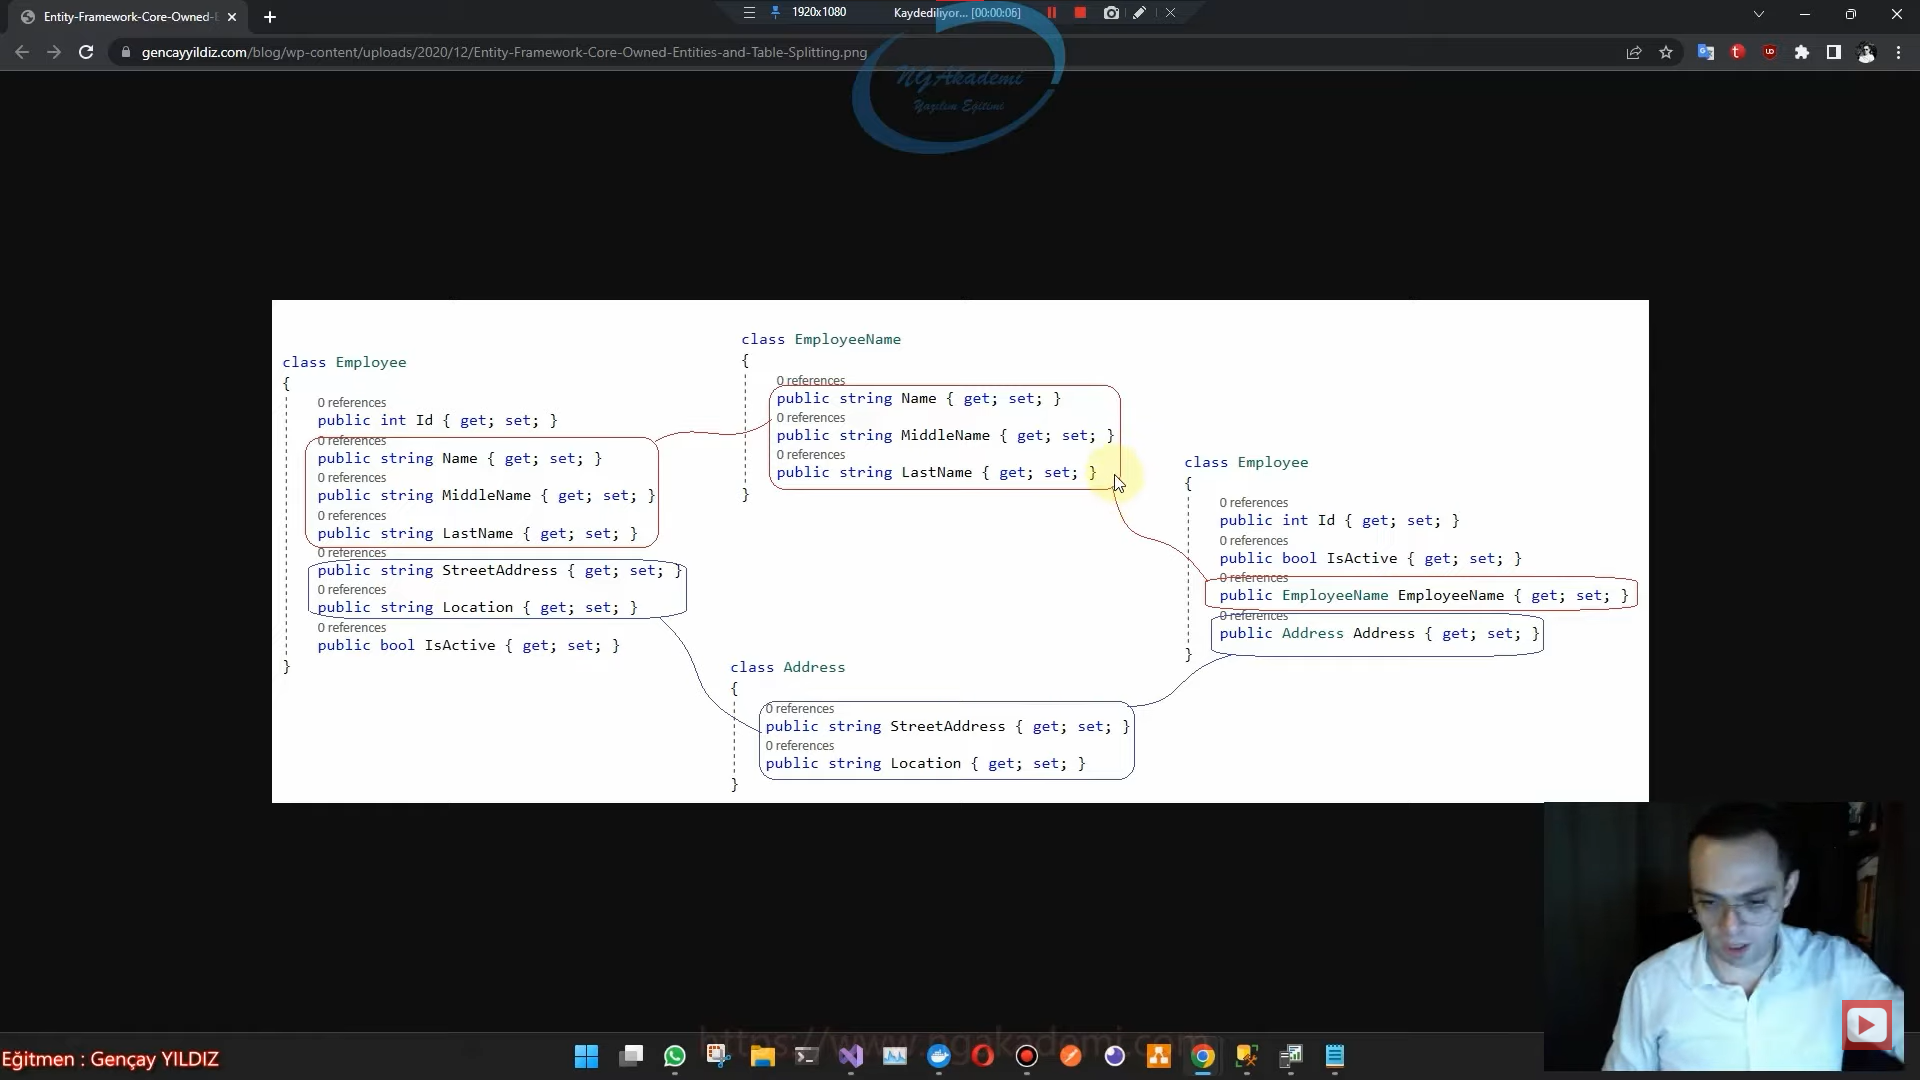 Entity-Framework-Core-Owned-E
1920x1080
Kaydediliyor... [00:00:06]
gencayyildiz.com/blog/wp-content/uploads/2020/12/Entity-Framework-Core-Owned-Entities-and-Table-Splitting.png
NGAkademi
Yazılım Eğitimi
class Employee
{
0 references
public int Id { get; set; }
0 references
public string Name { get; set; }
0 references
public string MiddleName { get; set; }
0 references
public string LastName { get; set; }
0 references
public string StreetAddress { get; set; }
0 references
public string Location { get; set; }
0 references
public bool IsActive { get; set; }
}
class EmployeeName
{
0 references
public string Name { get; set; }
0 references
public string MiddleName { get; set; }
0 references
public string LastName { get; set; }
}
class Address
{
0 references
public string StreetAddress { get; set; }
0 references
public string Location { get; set; }
}
class Employee
{
0 references
public int Id { get; set; }
0 references
public bool IsActive { get; set; }
0 references
public EmployeeName EmployeeName { get; set; }
0 references
public Address Address { get; set; }
}
https://www.ngakademi.com
Eğitmen : Gençay YILDIZ